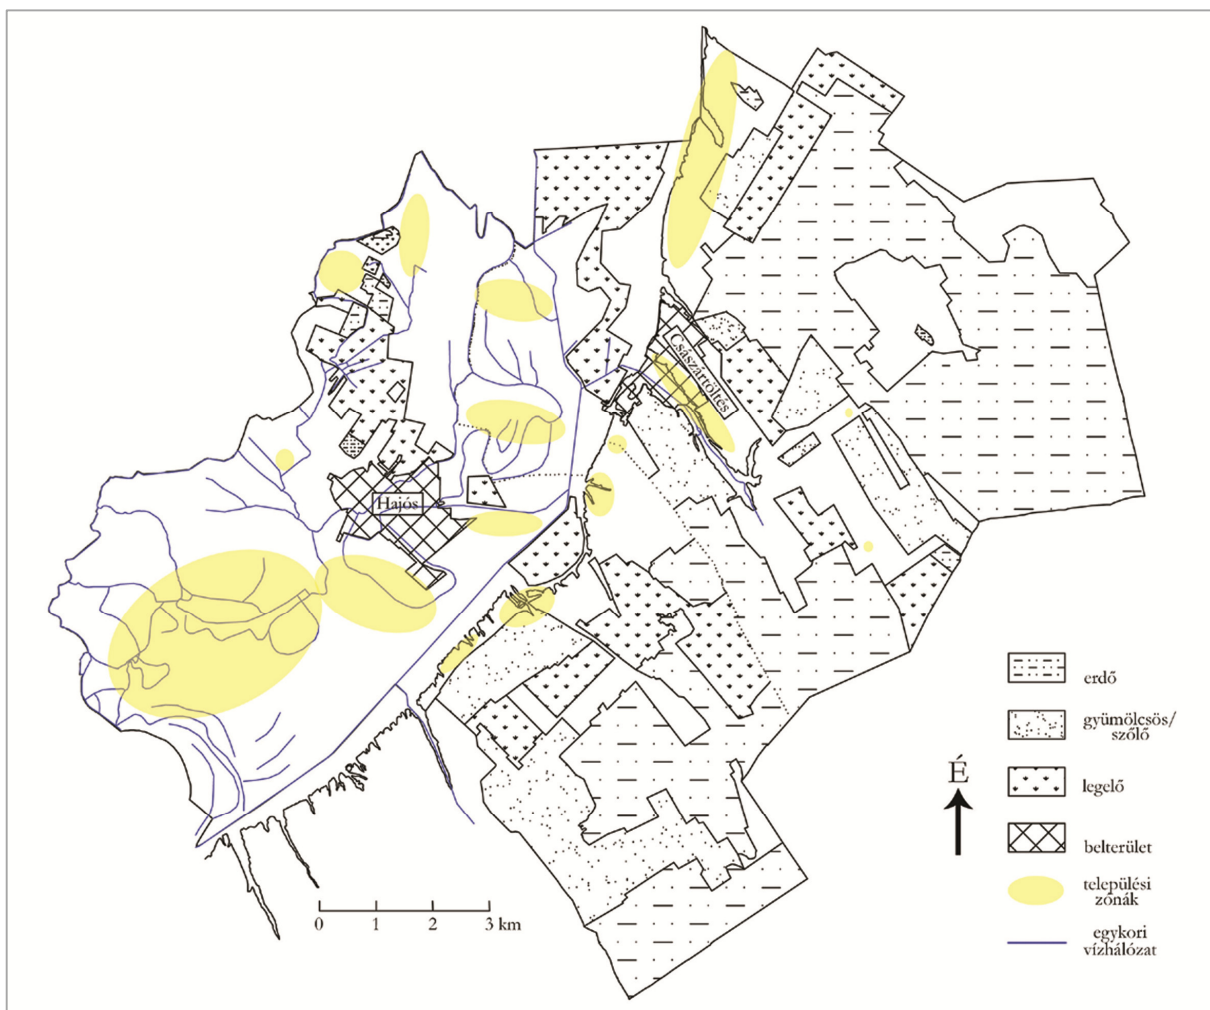 Császártöltés
Hajós
erdő
gyümölcsös/
szőlő
É
legelő
belterület
települési
zónák
0 1 2 3 km
egykori
vízhálózat